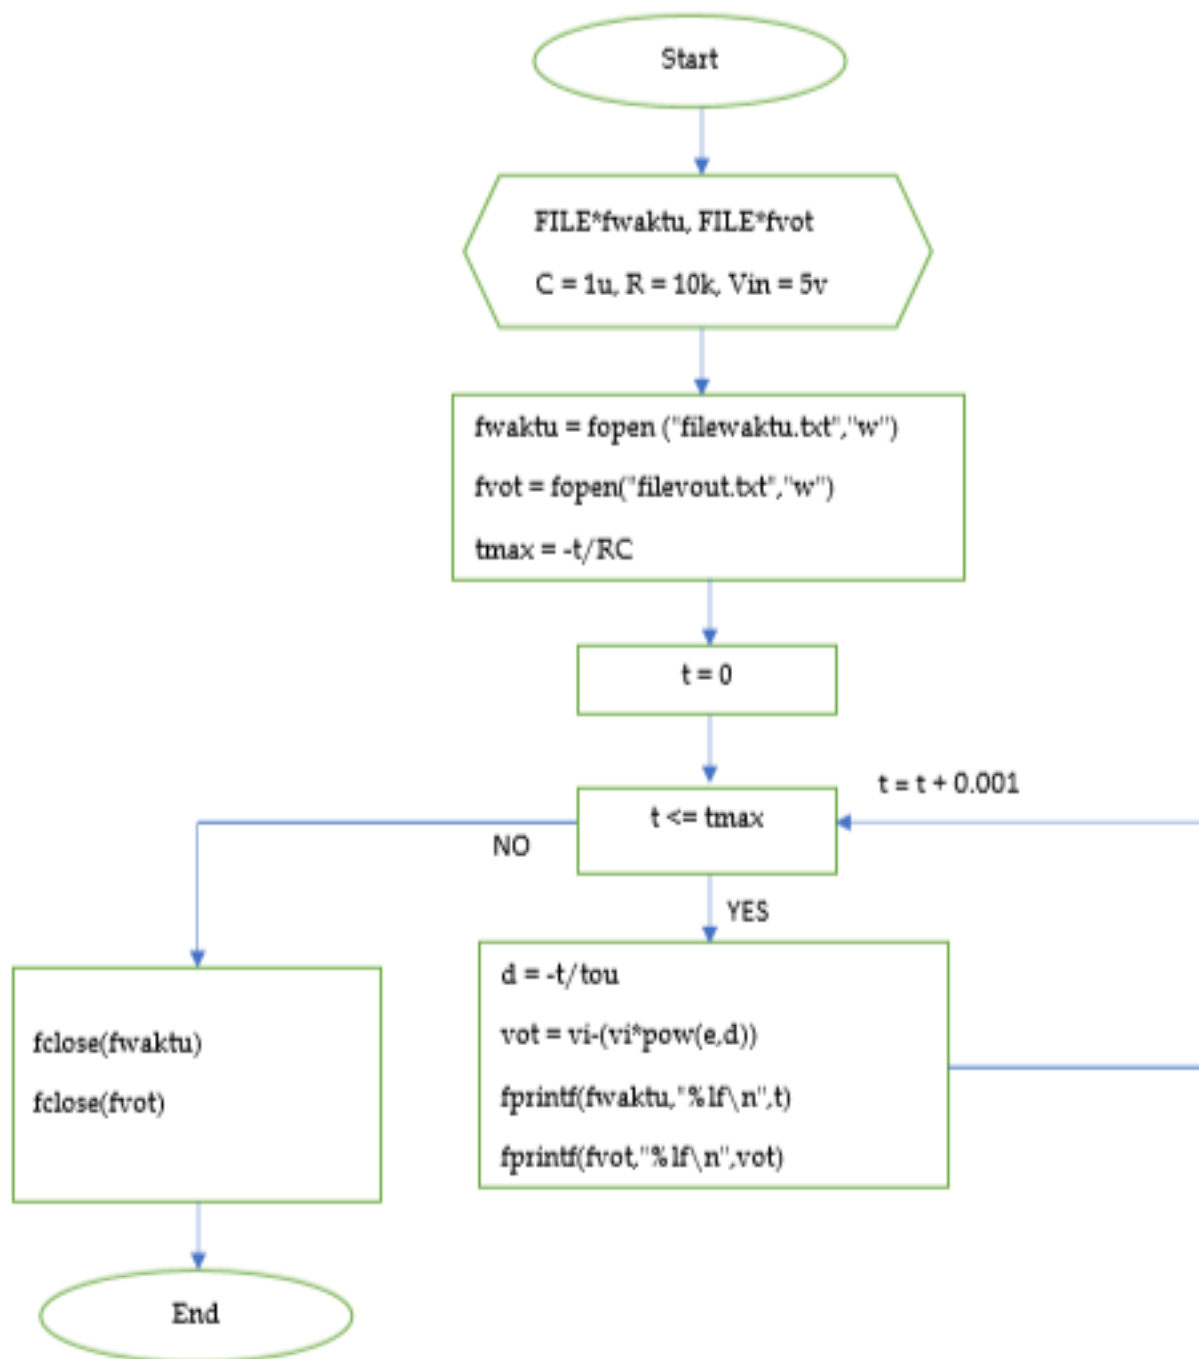 Start
FILE*fwaktu, FILE*fvot
C = 1u, R = 10k, Vin = 5v
fwaktu = fopen ("filewaktu.txt","w")
fvot = fopen("filevout.txt","w")
tmax = -t/RC
t = 0
t = t + 0.001
t <= tmax
NO
YES
d = -t/tou
vot = vi-(vi*pow(e,d))
fprintf(fwaktu,"%lf\n",t)
fprintf(fvot,"%lf\n",vot)
fclose(fwaktu)
fclose(fvot)
End